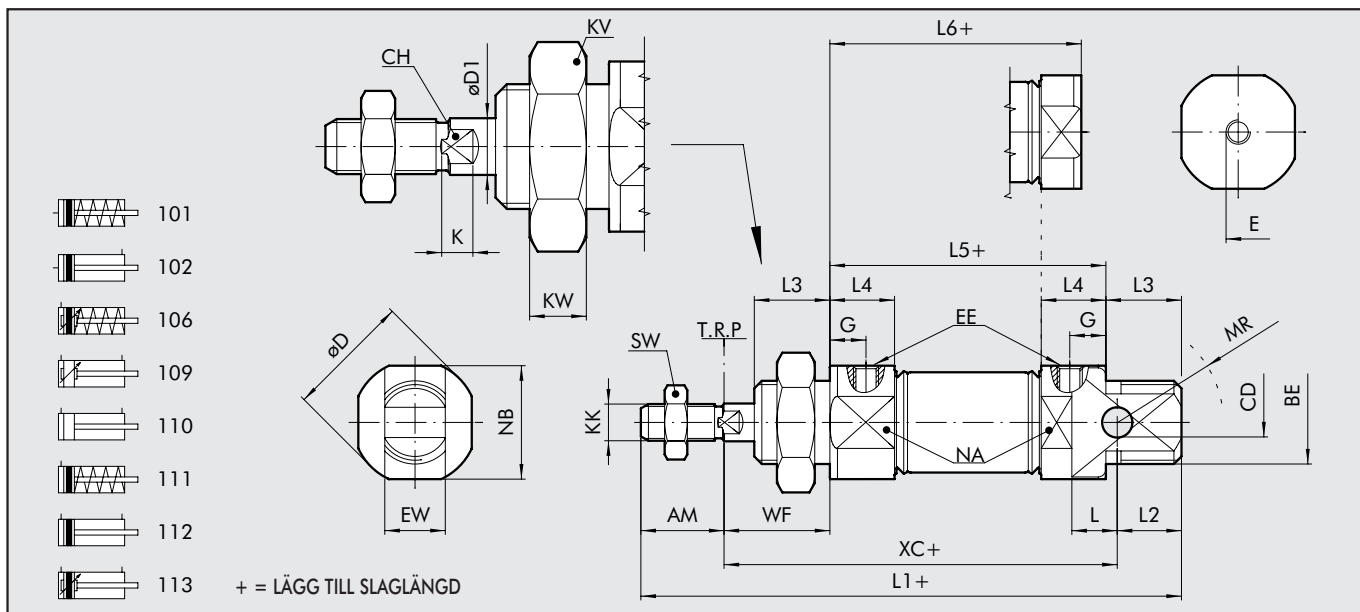 L6+
KV
CH
øD1
K
KW
E
101
102
106
109
110
111
112
113
L5+
L3
L4
L4
L3
G
G
EE
T.R.P
SW
MR
øD
NB
KK
CD
BE
NA
EW
AM
WF
L
L2
XC+
L1+
+ = LÄGG TILL SLAGLÄNGD